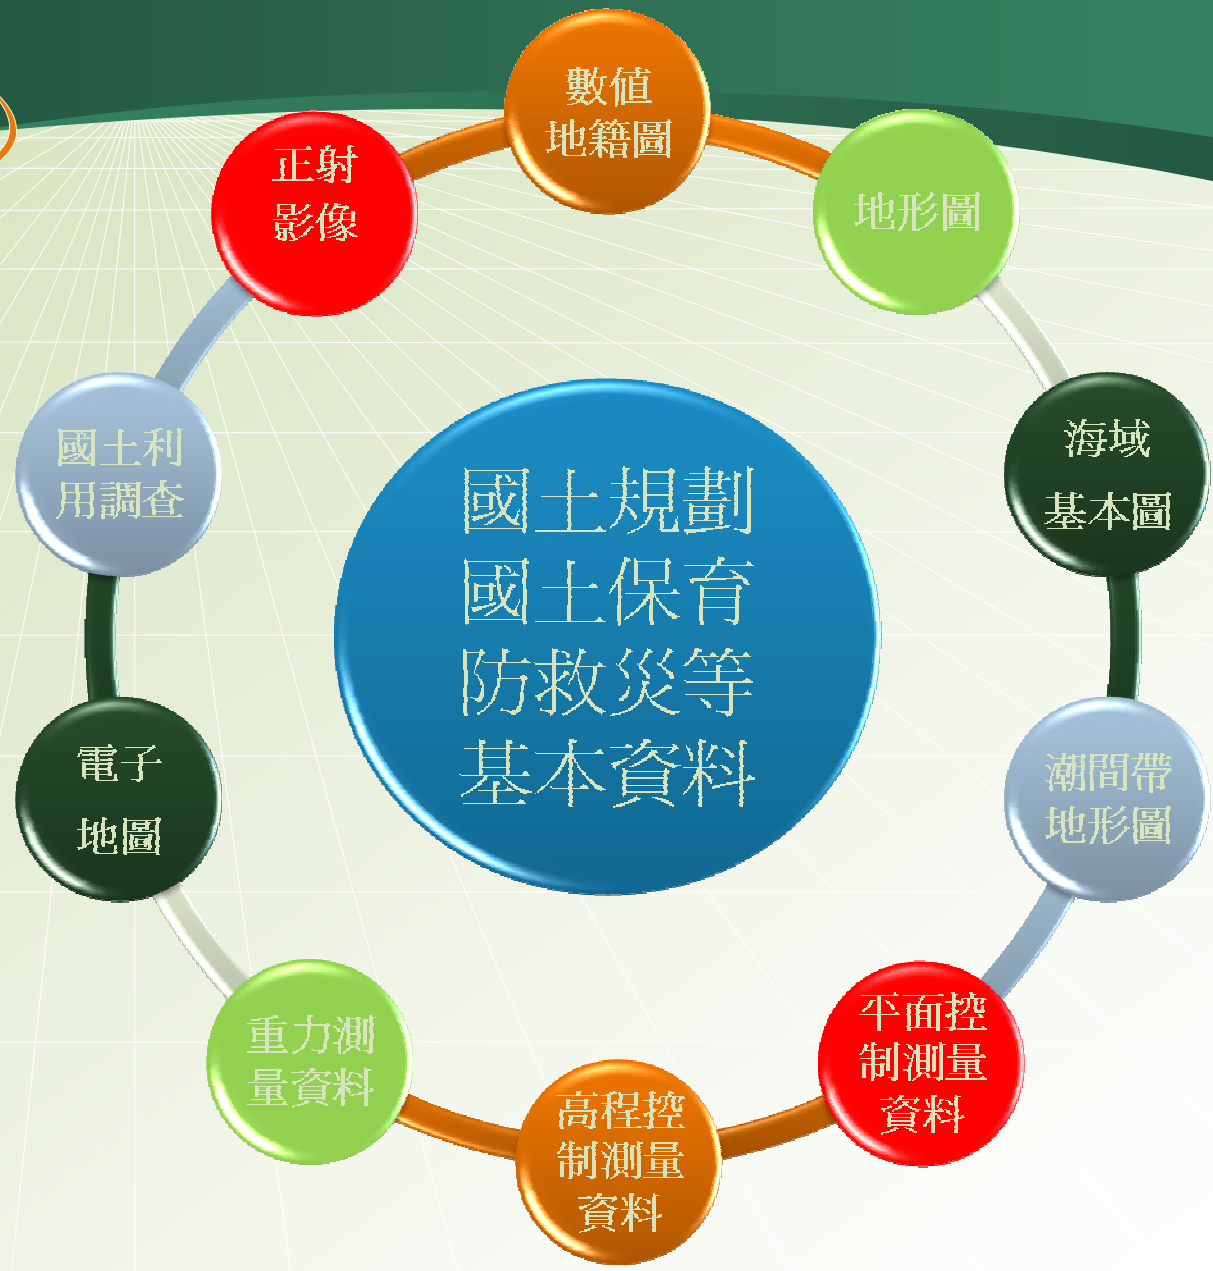 數值
地籍圖
地形圖
海域
基本圖
潮間帶
地形圖
平面控
制測量
資料
高程控
制測量
資料
重力測
量資料
電子
地圖
國土利
用調查
正射
影像
國土規劃
國土保育
防救災等
基本資料